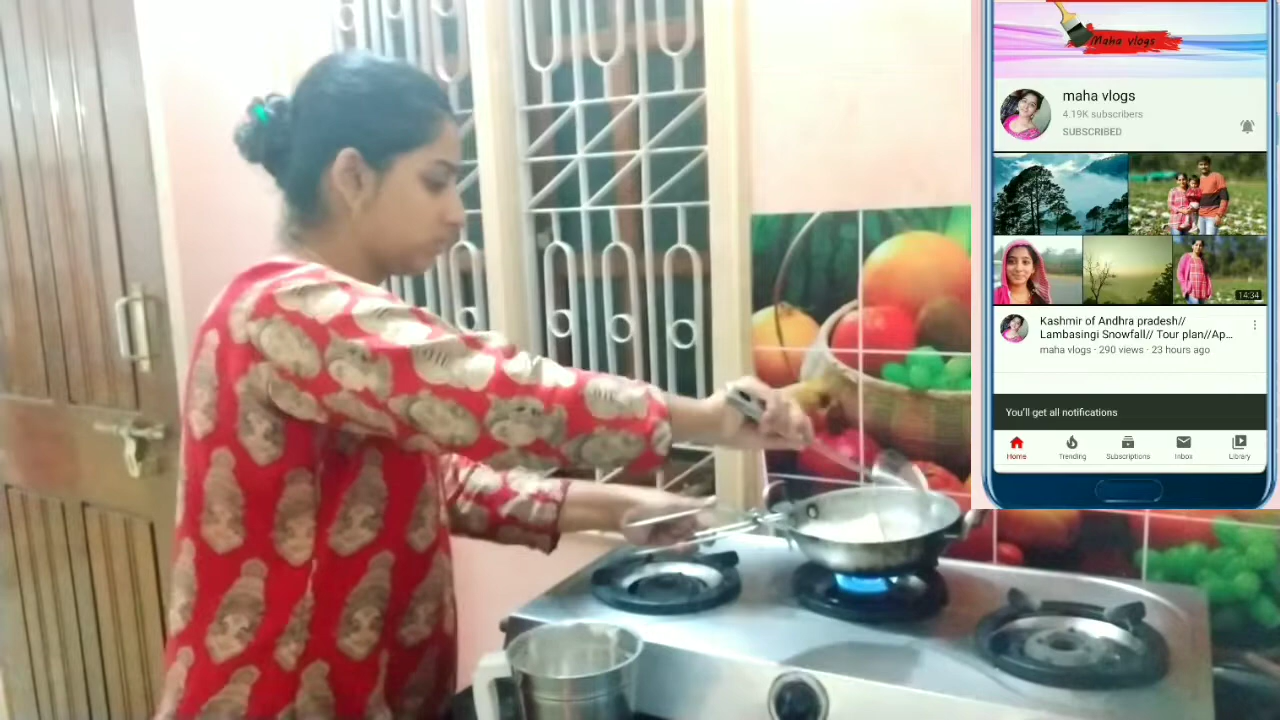 Maha vlogs
maha vlogs
4.19K subscribers
SUBSCRIBED
14:34
Kashmir of Andhra pradesh//
Lambasingi Snowfall// Tour plan//Ap...
maha vlogs · 290 views · 23 hours ago
You'll get all notifications
Home Trending Subscriptions Inbox Library